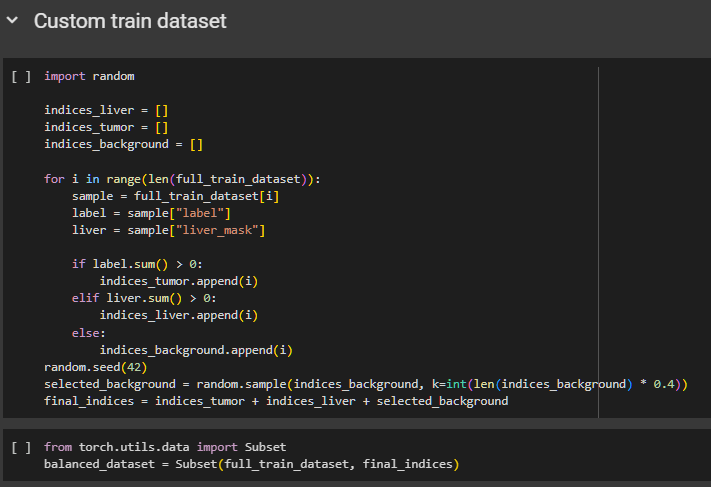 Custom train dataset
[ ] import random
indices_liver = []
indices_tumor = []
indices_background = []
for i in range(len(full_train_dataset)):
    sample = full_train_dataset[i]
    label = sample["label"]
    liver = sample["liver_mask"]
    if label.sum() > 0:
        indices_tumor.append(i)
    elif liver.sum() > 0:
        indices_liver.append(i)
    else:
        indices_background.append(i)
random.seed(42)
selected_background = random.sample(indices_background, k=int(len(indices_background) * 0.4))
final_indices = indices_tumor + indices_liver + selected_background
[ ] from torch.utils.data import Subset
balanced_dataset = Subset(full_train_dataset, final_indices)